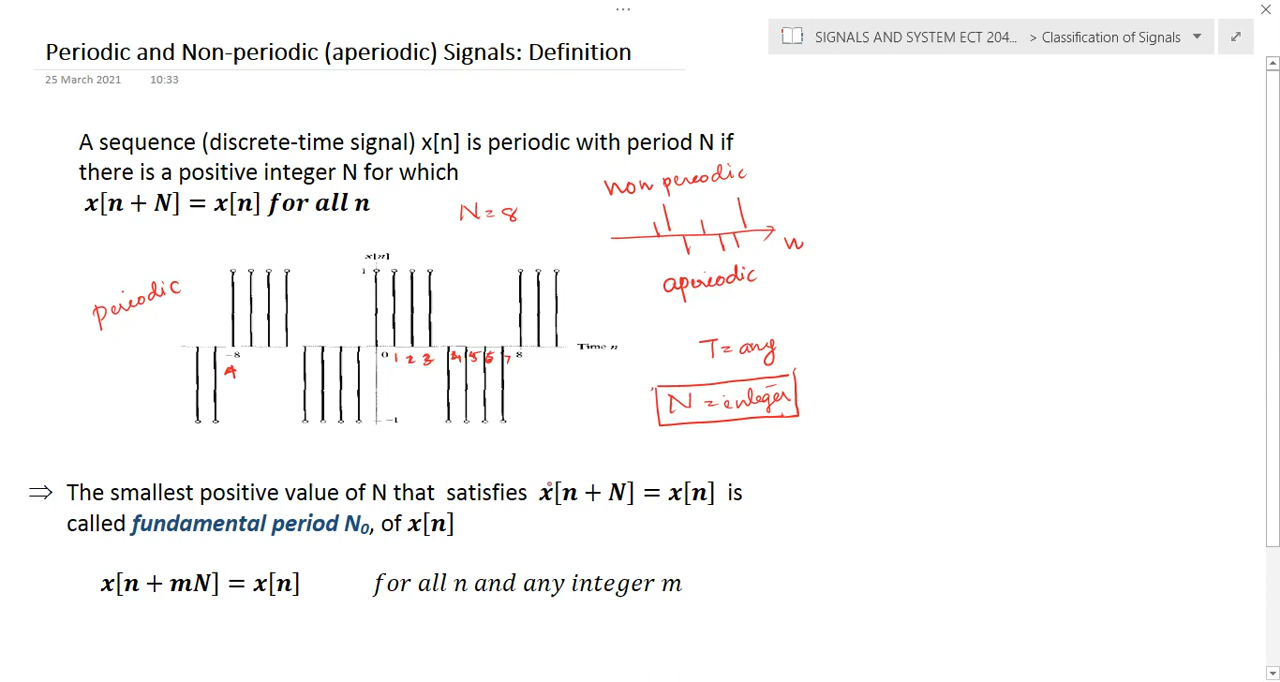 SIGNALS AND SYSTEM ECT 204... > Classification of Signals
Periodic and Non-periodic (aperiodic) Signals: Definition
25 March 2021 10:33
A sequence (discrete-time signal) x[n] is periodic with period N if
there is a positive integer N for which
x[n + N] = x[n] for all n
N = 8
non periodic
n
aperiodic
periodic
x[n]
1
-8 0 1 2 3 4 5 6 7 8 Time n
4
-1
T = any
N = integer
⇒ The smallest positive value of N that satisfies x[n + N] = x[n] is
called fundamental period N₀, of x[n]
x[n + mN] = x[n] for all n and any integer m